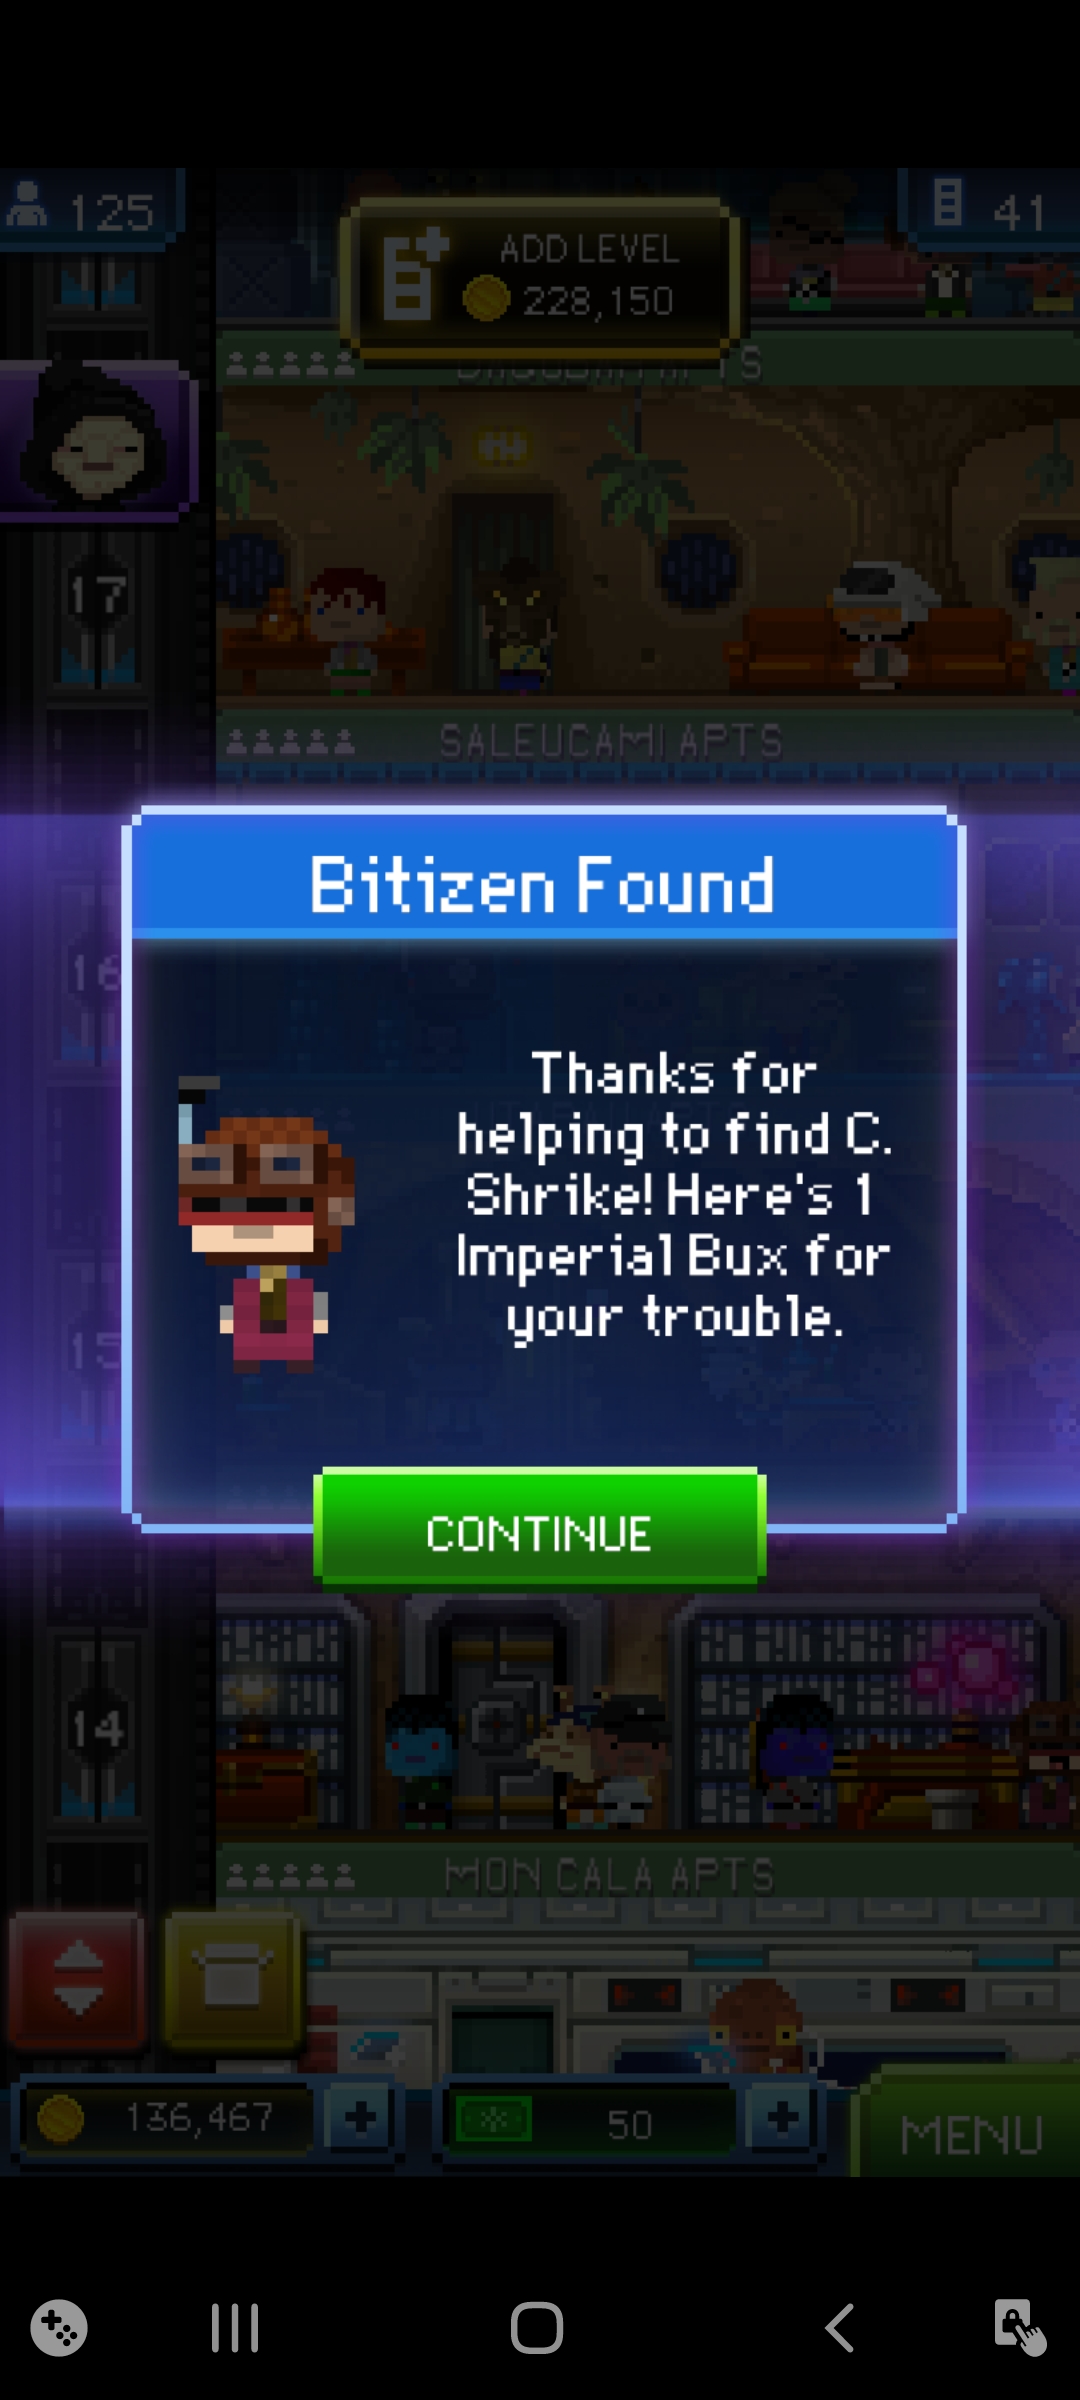 125
ADD LEVEL
228,150
41
17
SALEUCAMI APTS
Bitizen Found
16
Thanks for
helping to find C.
Shrike! Here's 1
Imperial Bux for
your trouble.
15
CONTINUE
14
MON CALA APTS
136,467
50
MENU